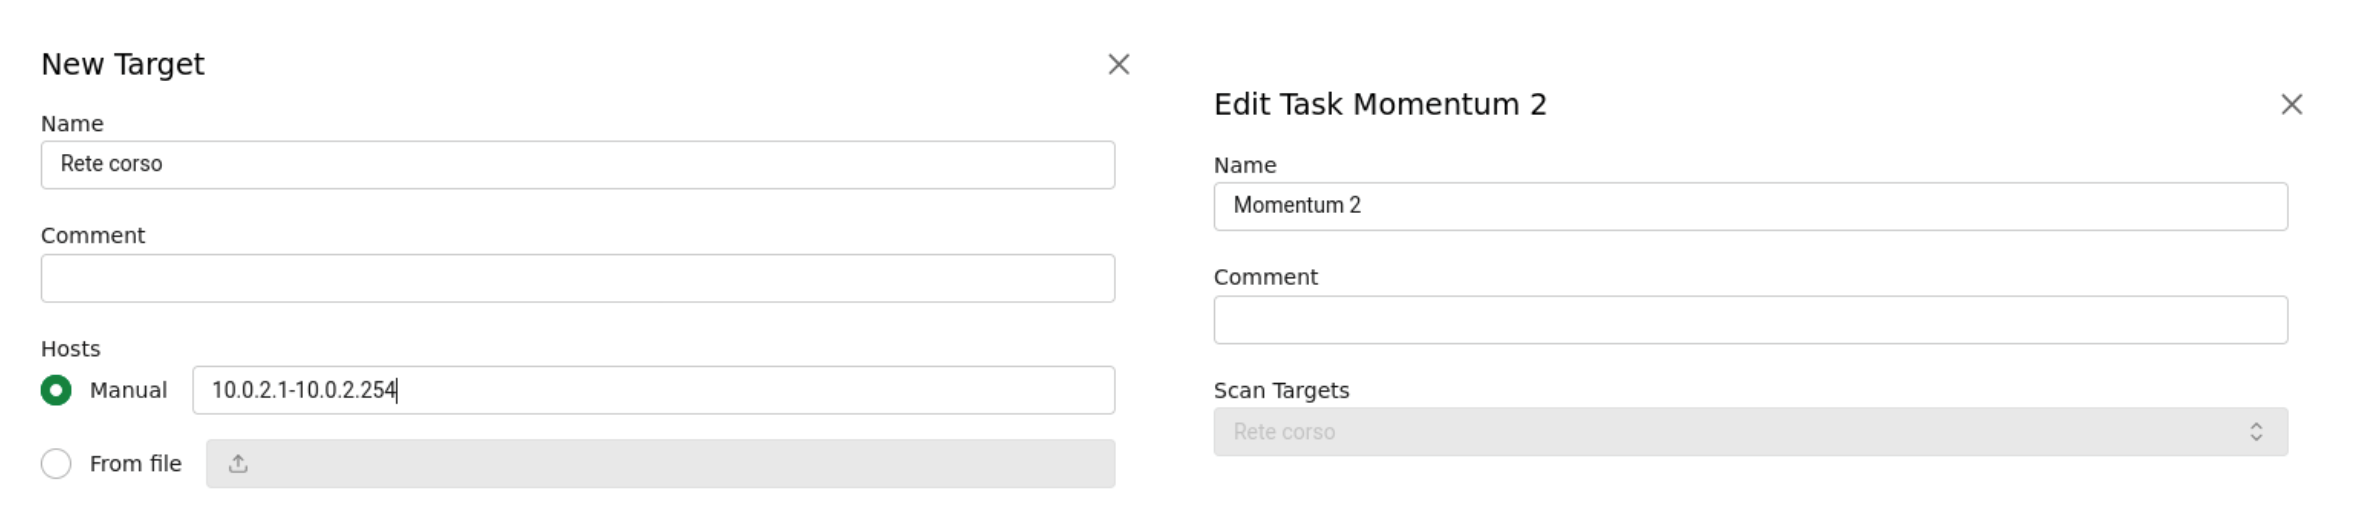 New Target
Name
Rete corso
Comment
Hosts
Manual
10.0.2.1-10.0.2.254
From file
Edit Task Momentum 2
Name
Momentum 2
Comment
Scan Targets
Rete corso